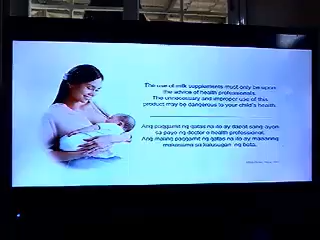 The use of milk supplements must only be upon
the advice of health professionals.
The unnecessary and improper use of this
product may be dangerous to your child's health.
Ang paggamit ng gatas na ito ay dapat sang-ayon
sa payo ng doctor o health professional.
Ang maling paggamit ng gatas na ito ay maaaring
makasama sa kalusugan ng bata.